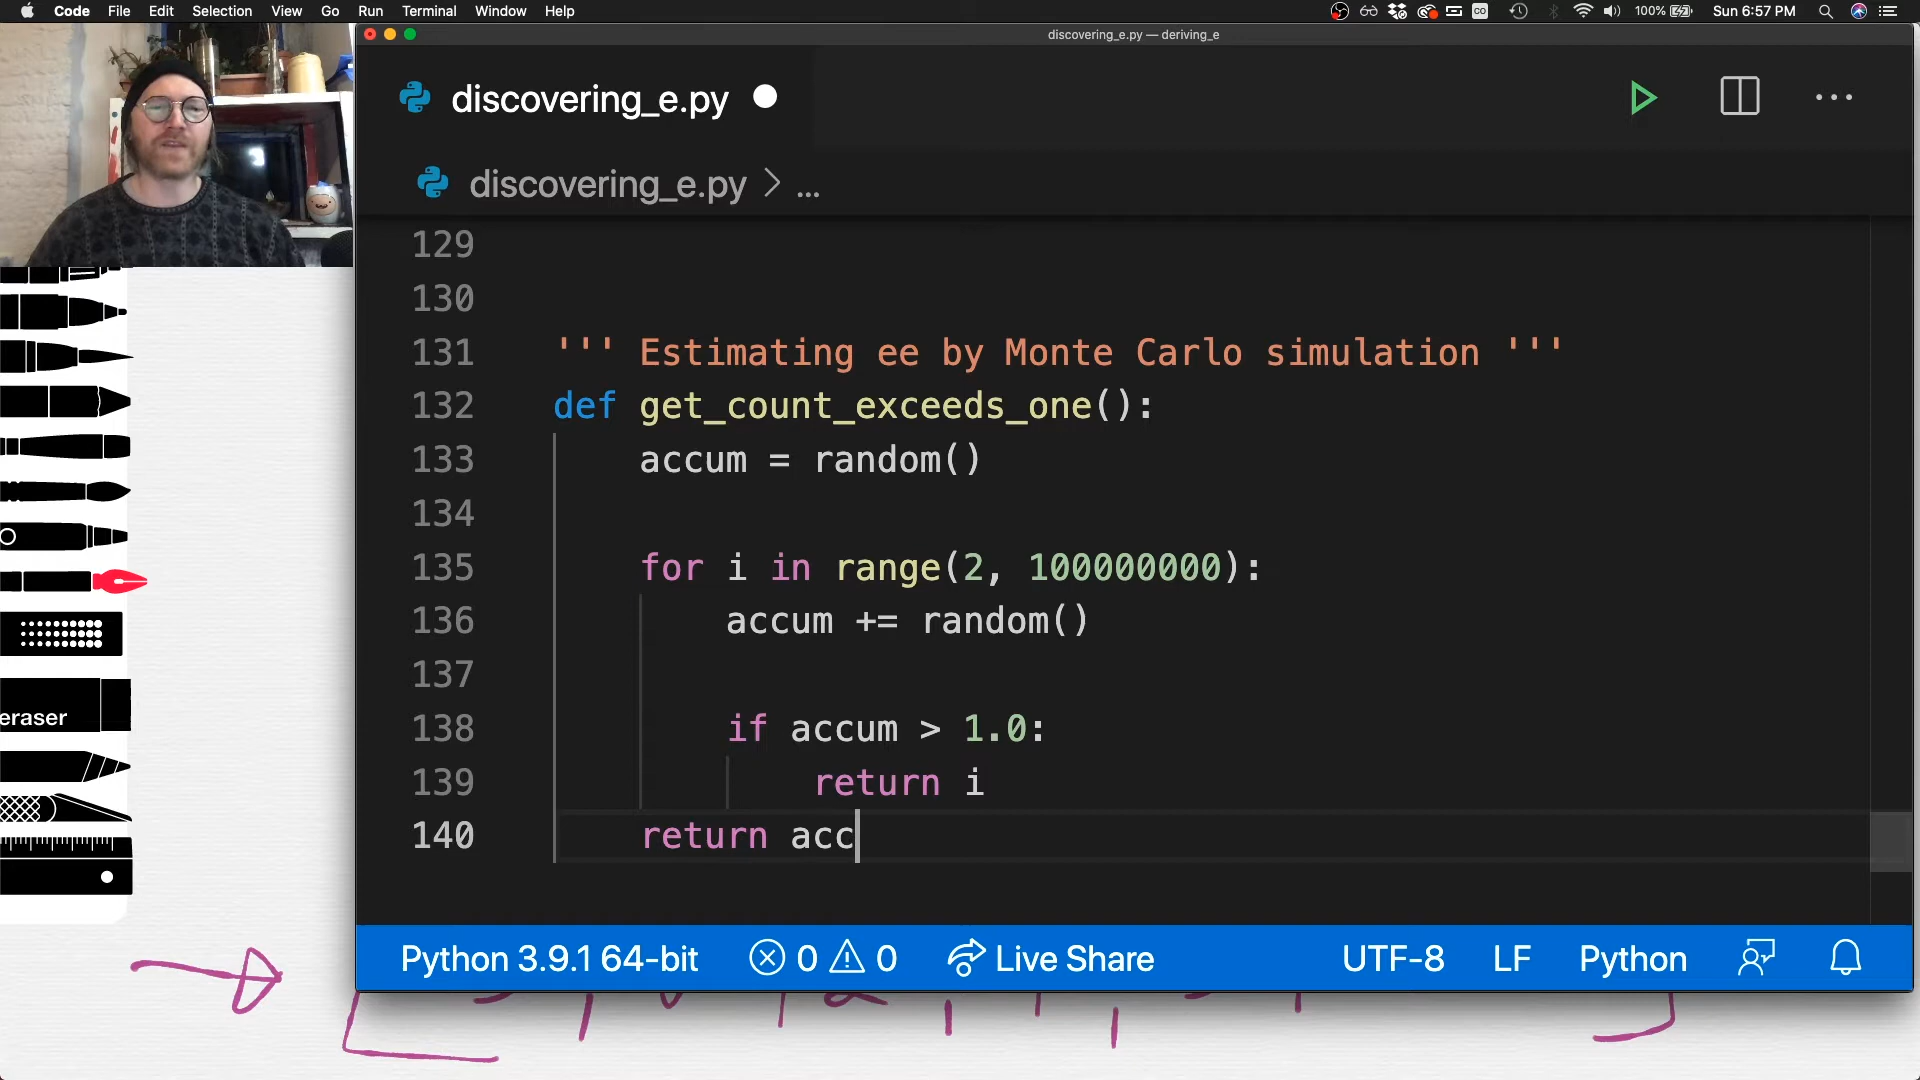 Code File Edit Selection View Go Run Terminal Window Help 100% Sun 6:57 PM
discovering_e.py — deriving_e
discovering_e.py
discovering_e.py > ...
129
130
131 ''' Estimating ee by Monte Carlo simulation '''
132 def get_count_exceeds_one():
133 accum = random()
134
135 for i in range(2, 100000000):
136 accum += random()
137
138 if accum > 1.0:
139 return i
140 return acc
eraser
Python 3.9.1 64-bit 0 0 Live Share UTF-8 LF Python